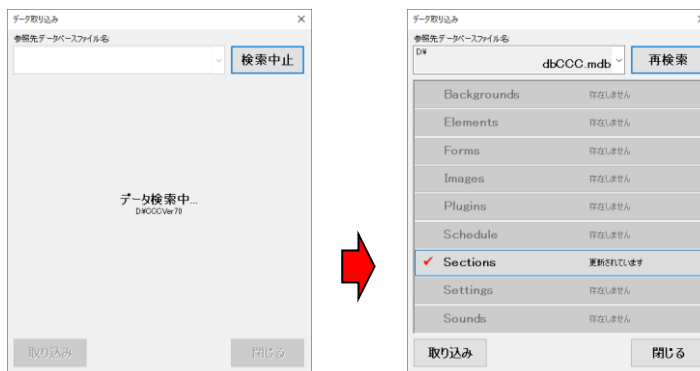 データ取り込み
参照先データベースファイル名:
検索中止
データ検索中...
D:¥CCCVer70
取り込み
閉じる
データ取り込み
参照先データベースファイル名:
D:¥
dbCCC.mdb
再検索
Backgrounds 存在しません
Elements 存在しません
Forms 存在しません
Images 存在しません
Plugins 存在しません
Schedule 存在しません
Sections 更新されています
Settings 存在しません
Sounds 存在しません
取り込み
閉じる